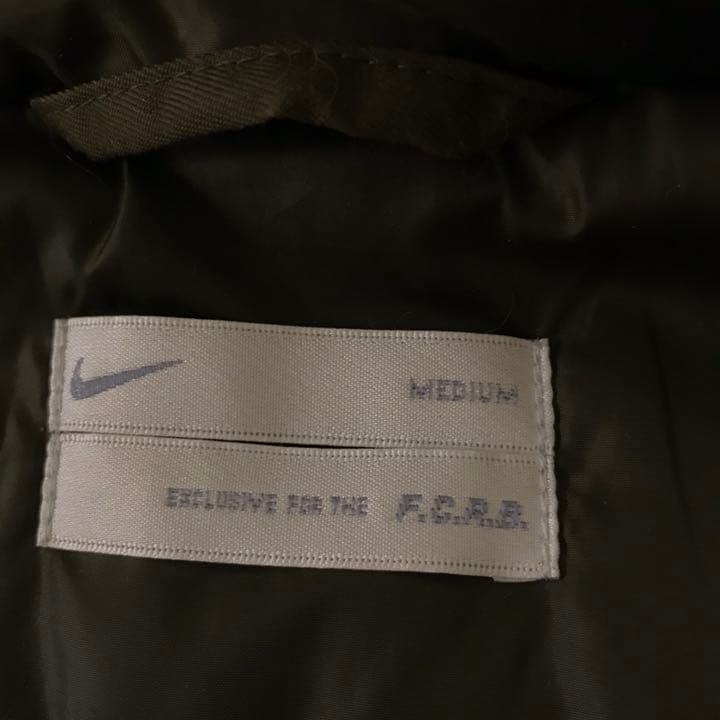 MEDIUM
EXCLUSIVE FOR THE F.C.R.B.